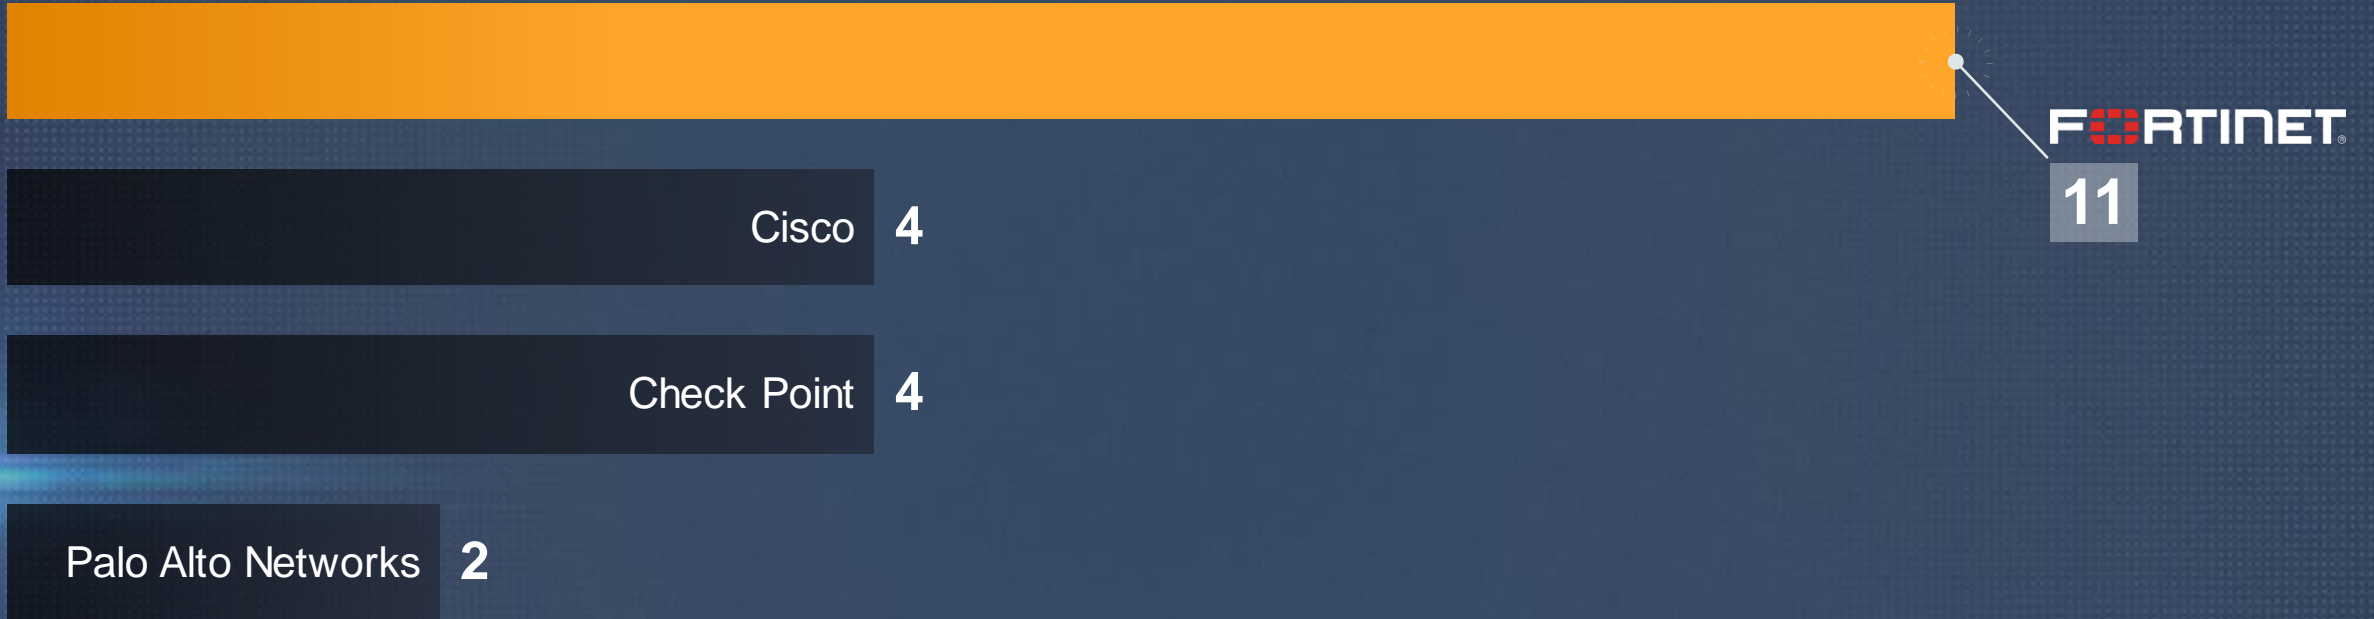 FORTINET®
11
Cisco 4
Check Point 4
Palo Alto Networks 2